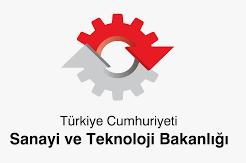 Türkiye Cumhuriyeti
Sanayi ve Teknoloji Bakanlığı